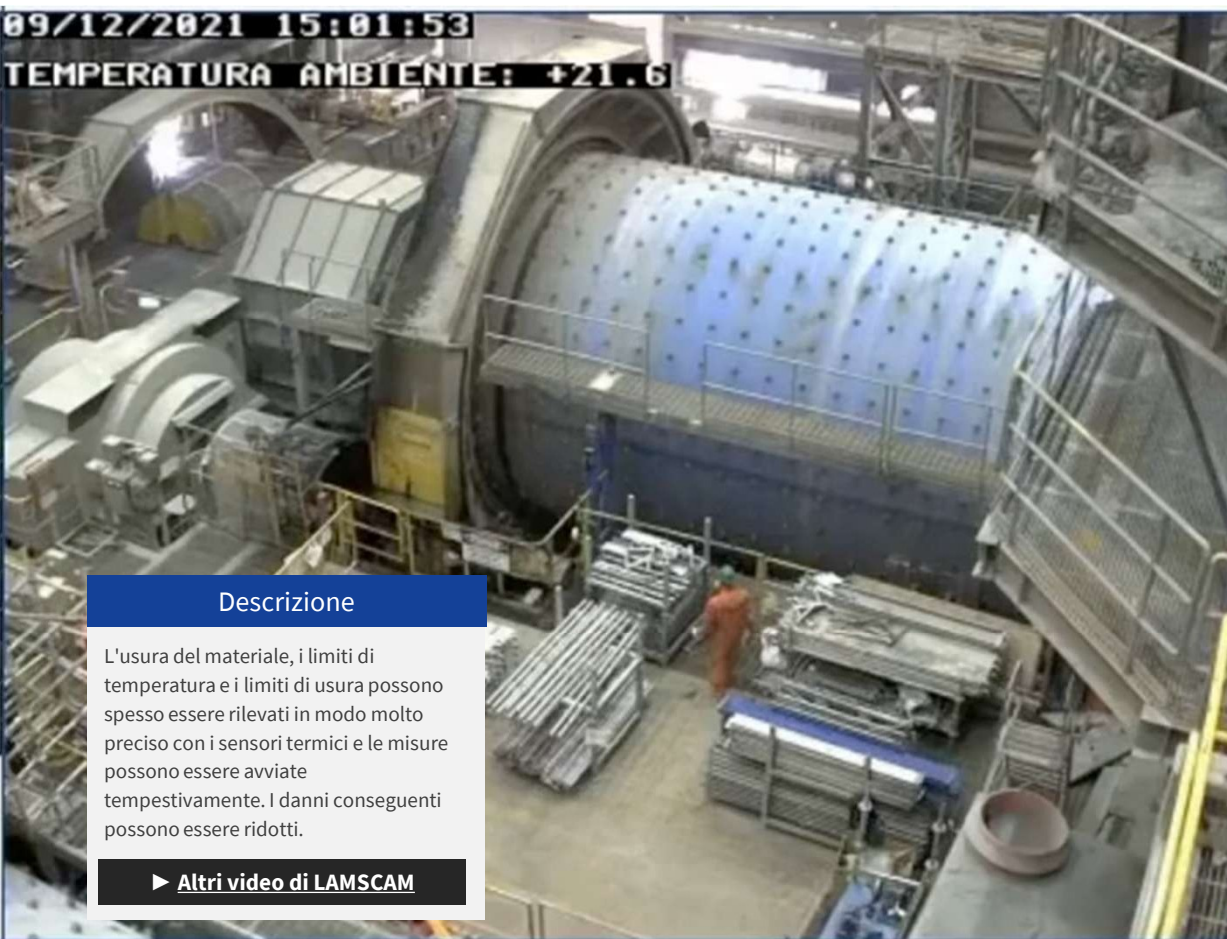 09/12/2021 15:01:53
TEMPERATURA AMBIENTE: +21.6
Descrizione
L'usura del materiale, i limiti di
temperatura e i limiti di usura possono
spesso essere rilevati in modo molto
preciso con i sensori termici e le misure
possono essere avviate
tempestivamente. I danni conseguenti
possono essere ridotti.
► Altri video di LAMSCAM